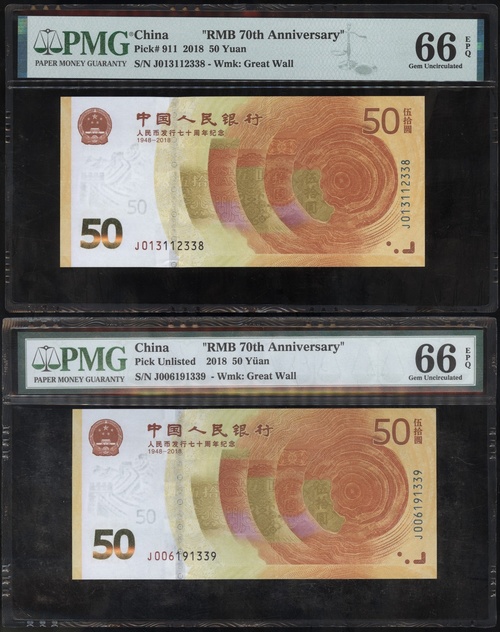 PMG
PAPER MONEY GUARANTY
China "RMB 70th Anniversary"
Pick# 911 2018 50 Yuan
S/N J013112338 - Wmk: Great Wall
66 EPQ
Gem Uncirculated
中国人民银行
人民币发行七十周年纪念
1948-2018
50 伍拾圆
50
50
J013112338
J013112338
PMG
PAPER MONEY GUARANTY
China "RMB 70th Anniversary"
Pick Unlisted 2018 50 Yüan
S/N J006191339 - Wmk: Great Wall
66 EPQ
Gem Uncirculated
中国人民银行
人民币发行七十周年纪念
1948-2018
50 伍拾圆
50
50
J006191339
J006191339